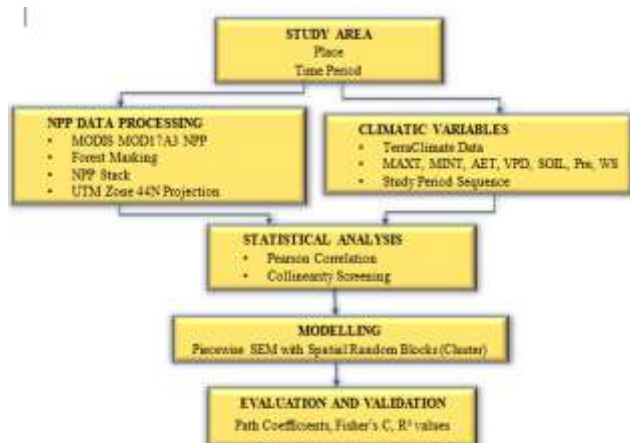 STUDY AREA
Place
Time Period
NPP DATA PROCESSING
• MODIS MOD17A3 NPP
• Forest Masking
• NPP Stack
• UTM Zone 44N Projection
CLIMATIC VARIABLES
• TerraClimate Data
• MAXT, MINT, AET, VPD, SOIL, Pre, WS
• Study Period Sequence
STATISTICAL ANALYSIS
• Pearson Correlation
• Collinearity Screening
MODELLING
Piecewise SEM with Spatial Random Blocks (Cluster)
EVALUATION AND VALIDATION
Path Coefficients, Fisher's C, R² values